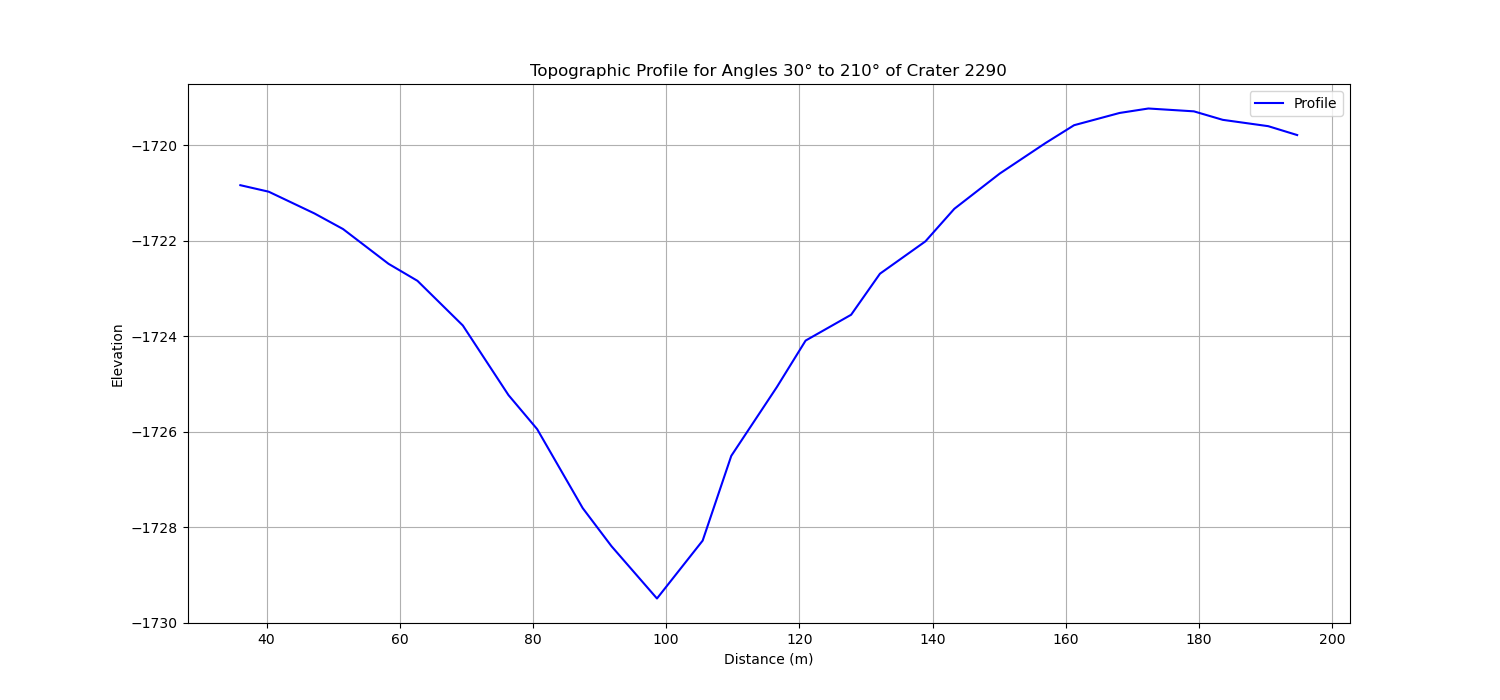 Topographic Profile for Angles 30° to 210° of Crater 2290
Profile
−1720
−1722
−1724
−1726
−1728
−1730
Elevation
40 60 80 100 120 140 160 180 200
Distance (m)